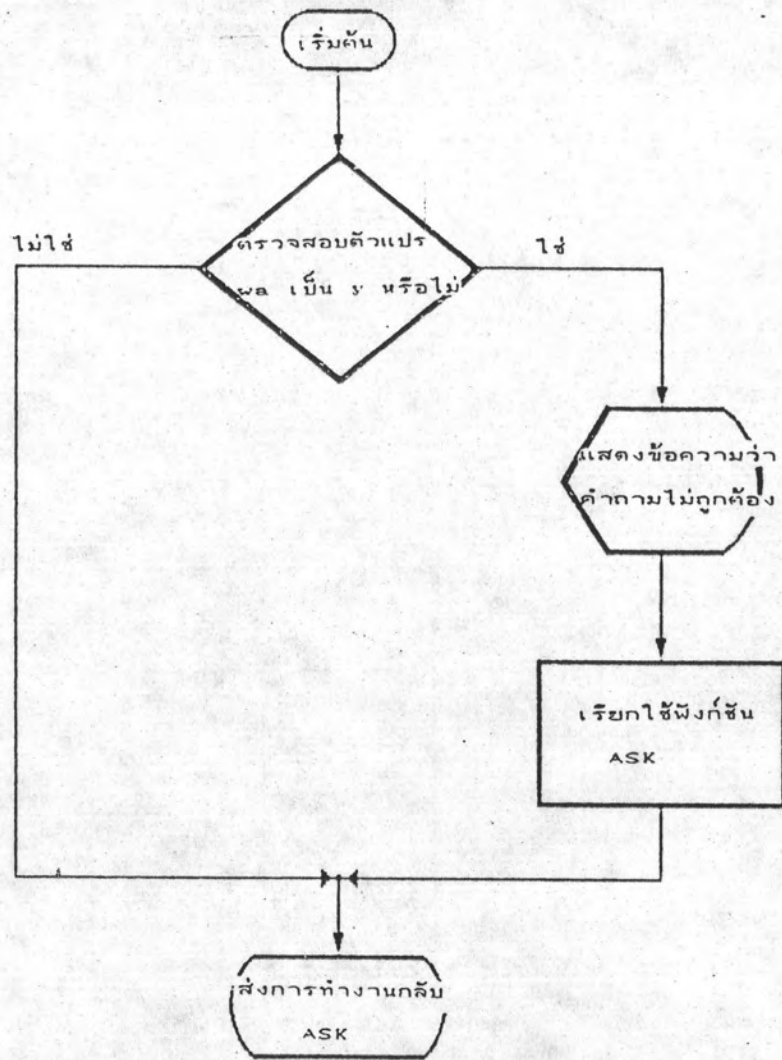 เริ่มต้น
ไม่ใช่
ตรวจสอบตัวแปร
ใช่
wa เป็น y หรือไม่
แสดงข้อความว่า
คำถามไม่ถูกต้อง
เรียกใช้ฟังก์ชัน
ASK
ส่งการทำงานกลับ
ASK